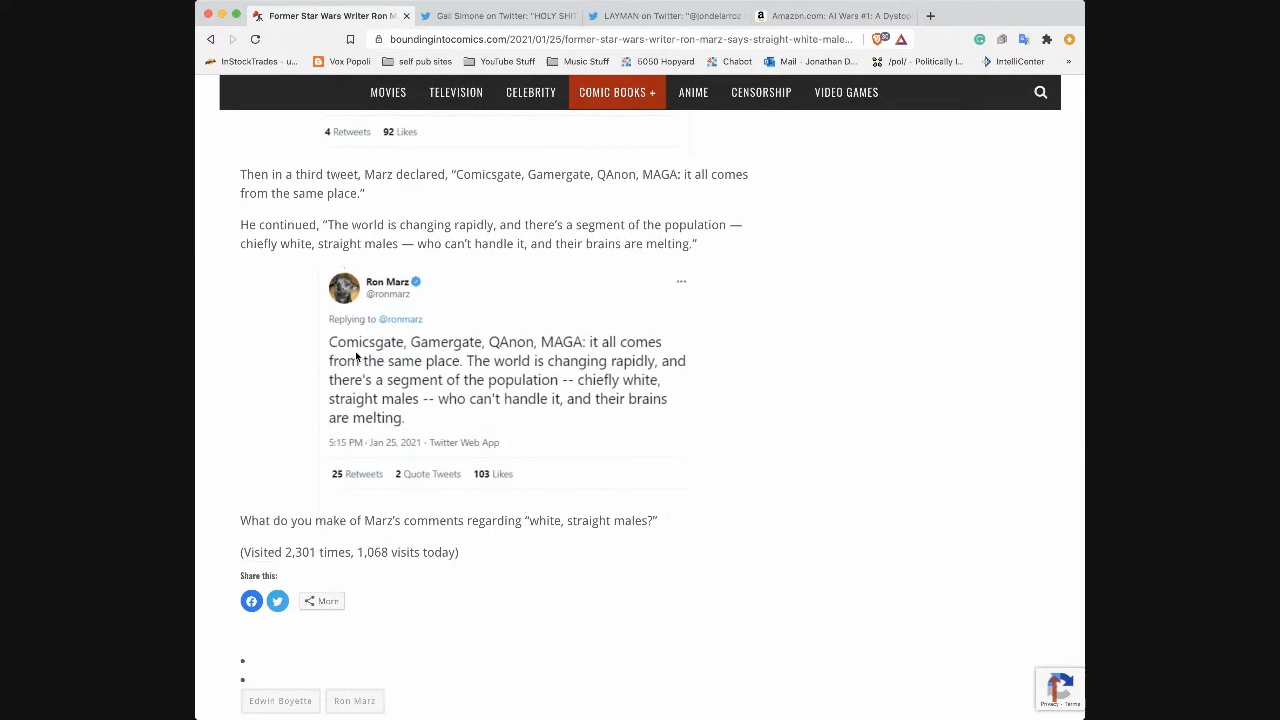 Former Star Wars Writer Ron M
Gail Simone on Twitter: "HOLY SHIT
LAYMAN on Twitter: "@jondelarroz
Amazon.com: AI Wars #1: A Dystop
boundingintocomics.com/2021/01/25/former-star-wars-writer-ron-marz-says-straight-white-male...
InStockTrades - u...
Vox Popoli
self pub sites
YouTube Stuff
Music Stuff
5050 Hopyard
Chabot
Mail - Jonathan D...
/pol/ - Politically I...
IntelliCenter
»
MOVIES
TELEVISION
CELEBRITY
COMIC BOOKS +
ANIME
CENSORSHIP
VIDEO GAMES
4 Retweets 92 Likes
Then in a third tweet, Marz declared, “Comicsgate, Gamergate, QAnon, MAGA: it all comes
from the same place.”
He continued, “The world is changing rapidly, and there’s a segment of the population —
chiefly white, straight males — who can’t handle it, and their brains are melting.”
Ron Marz
@ronmarz
Replying to @ronmarz
Comicsgate, Gamergate, QAnon, MAGA: it all comes
from the same place. The world is changing rapidly, and
there's a segment of the population -- chiefly white,
straight males -- who can't handle it, and their brains
are melting.
5:15 PM · Jan 25, 2021 · Twitter Web App
25 Retweets 2 Quote Tweets 103 Likes
What do you make of Marz’s comments regarding “white, straight males?”
(Visited 2,301 times, 1,068 visits today)
Share this:
More
Edwin Boyette
Ron Marz
Privacy - Terms